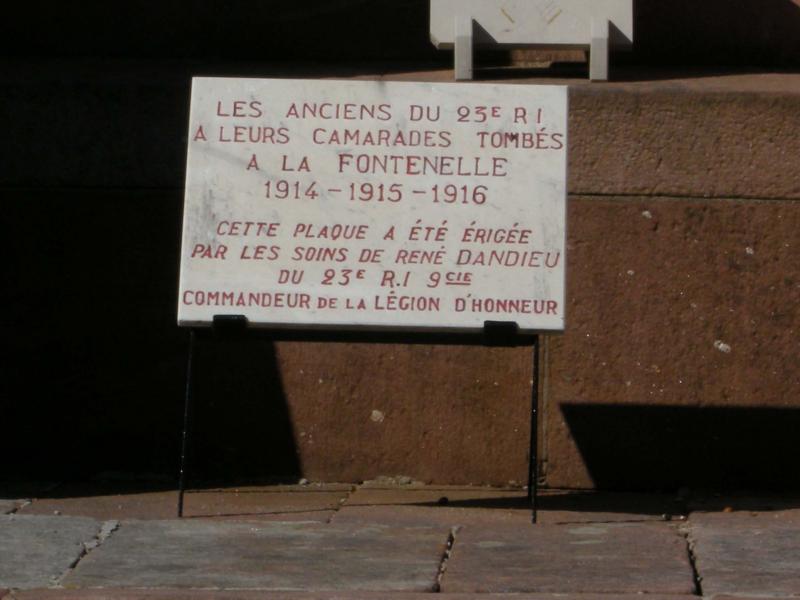 LES ANCIENS DU 23E RI
A LEURS CAMARADES TOMBÉS
A LA FONTENELLE
1914 - 1915 - 1916
CETTE PLAQUE A ÉTÉ ÉRIGÉE
PAR LES SOINS DE RENÉ DANDIEU
DU 23E R.I 9CIE
COMMANDEUR DE LA LÉGION D'HONNEUR